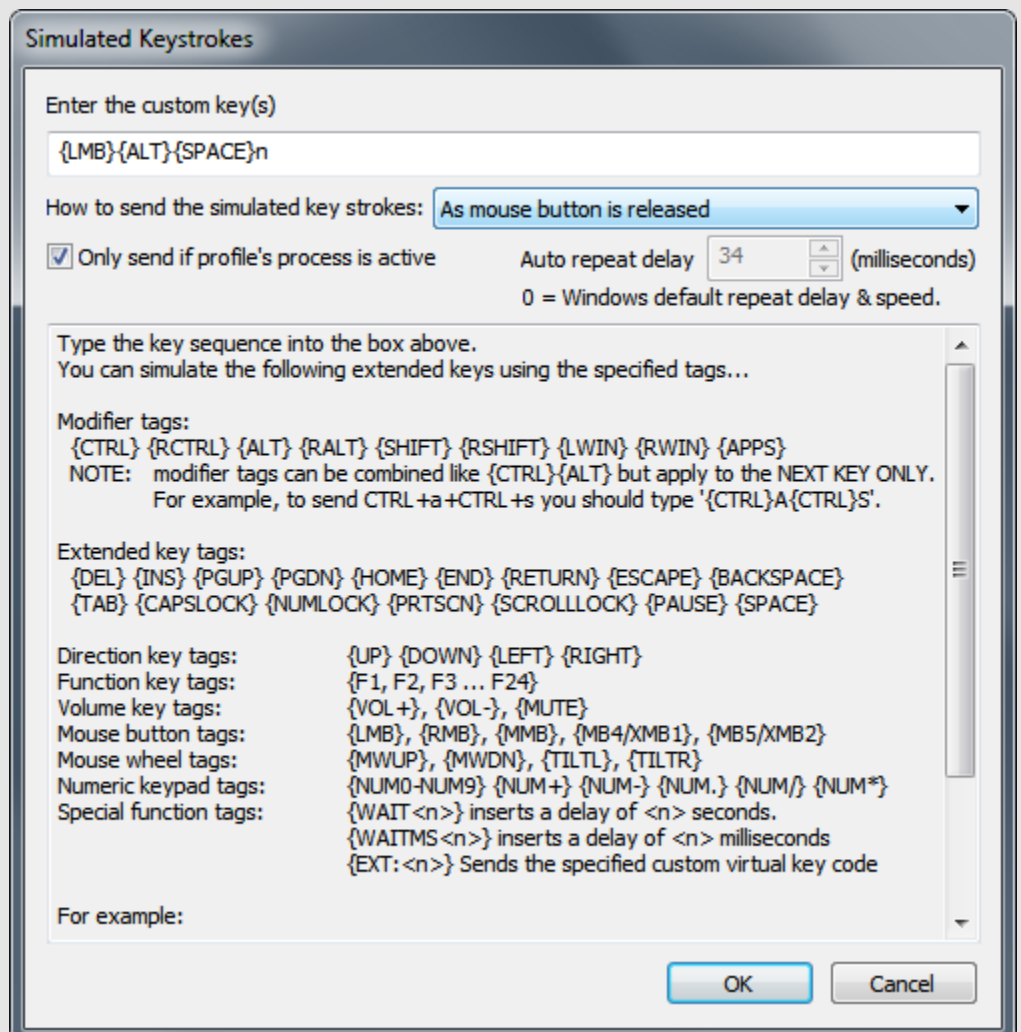 Simulated Keystrokes
Enter the custom key(s)
{LMB}{ALT}{SPACE}n
How to send the simulated key strokes: As mouse button is released
Only send if profile's process is active Auto repeat delay 34 (milliseconds)
0 = Windows default repeat delay & speed.
Type the key sequence into the box above.
You can simulate the following extended keys using the specified tags...
Modifier tags:
{CTRL} {RCTRL} {ALT} {RALT} {SHIFT} {RSHIFT} {LWIN} {RWIN} {APPS}
NOTE: modifier tags can be combined like {CTRL}{ALT} but apply to the NEXT KEY ONLY.
For example, to send CTRL+a+CTRL+s you should type '{CTRL}A{CTRL}S'.
Extended key tags:
{DEL} {INS} {PGUP} {PGDN} {HOME} {END} {RETURN} {ESCAPE} {BACKSPACE}
{TAB} {CAPSLOCK} {NUMLOCK} {PRTSCN} {SCROLLLOCK} {PAUSE} {SPACE}
Direction key tags: {UP} {DOWN} {LEFT} {RIGHT}
Function key tags: {F1, F2, F3 ... F24}
Volume key tags: {VOL+}, {VOL-}, {MUTE}
Mouse button tags: {LMB}, {RMB}, {MMB}, {MB4/XMB1}, {MB5/XMB2}
Mouse wheel tags: {MWUP}, {MWDN}, {TILTL}, {TILTR}
Numeric keypad tags: {NUM0-NUM9} {NUM+} {NUM-} {NUM.} {NUM/} {NUM*}
Special function tags: {WAIT<n>} inserts a delay of <n> seconds.
{WAITMS<n>} inserts a delay of <n> milliseconds
{EXT:<n>} Sends the specified custom virtual key code
For example:
OK Cancel